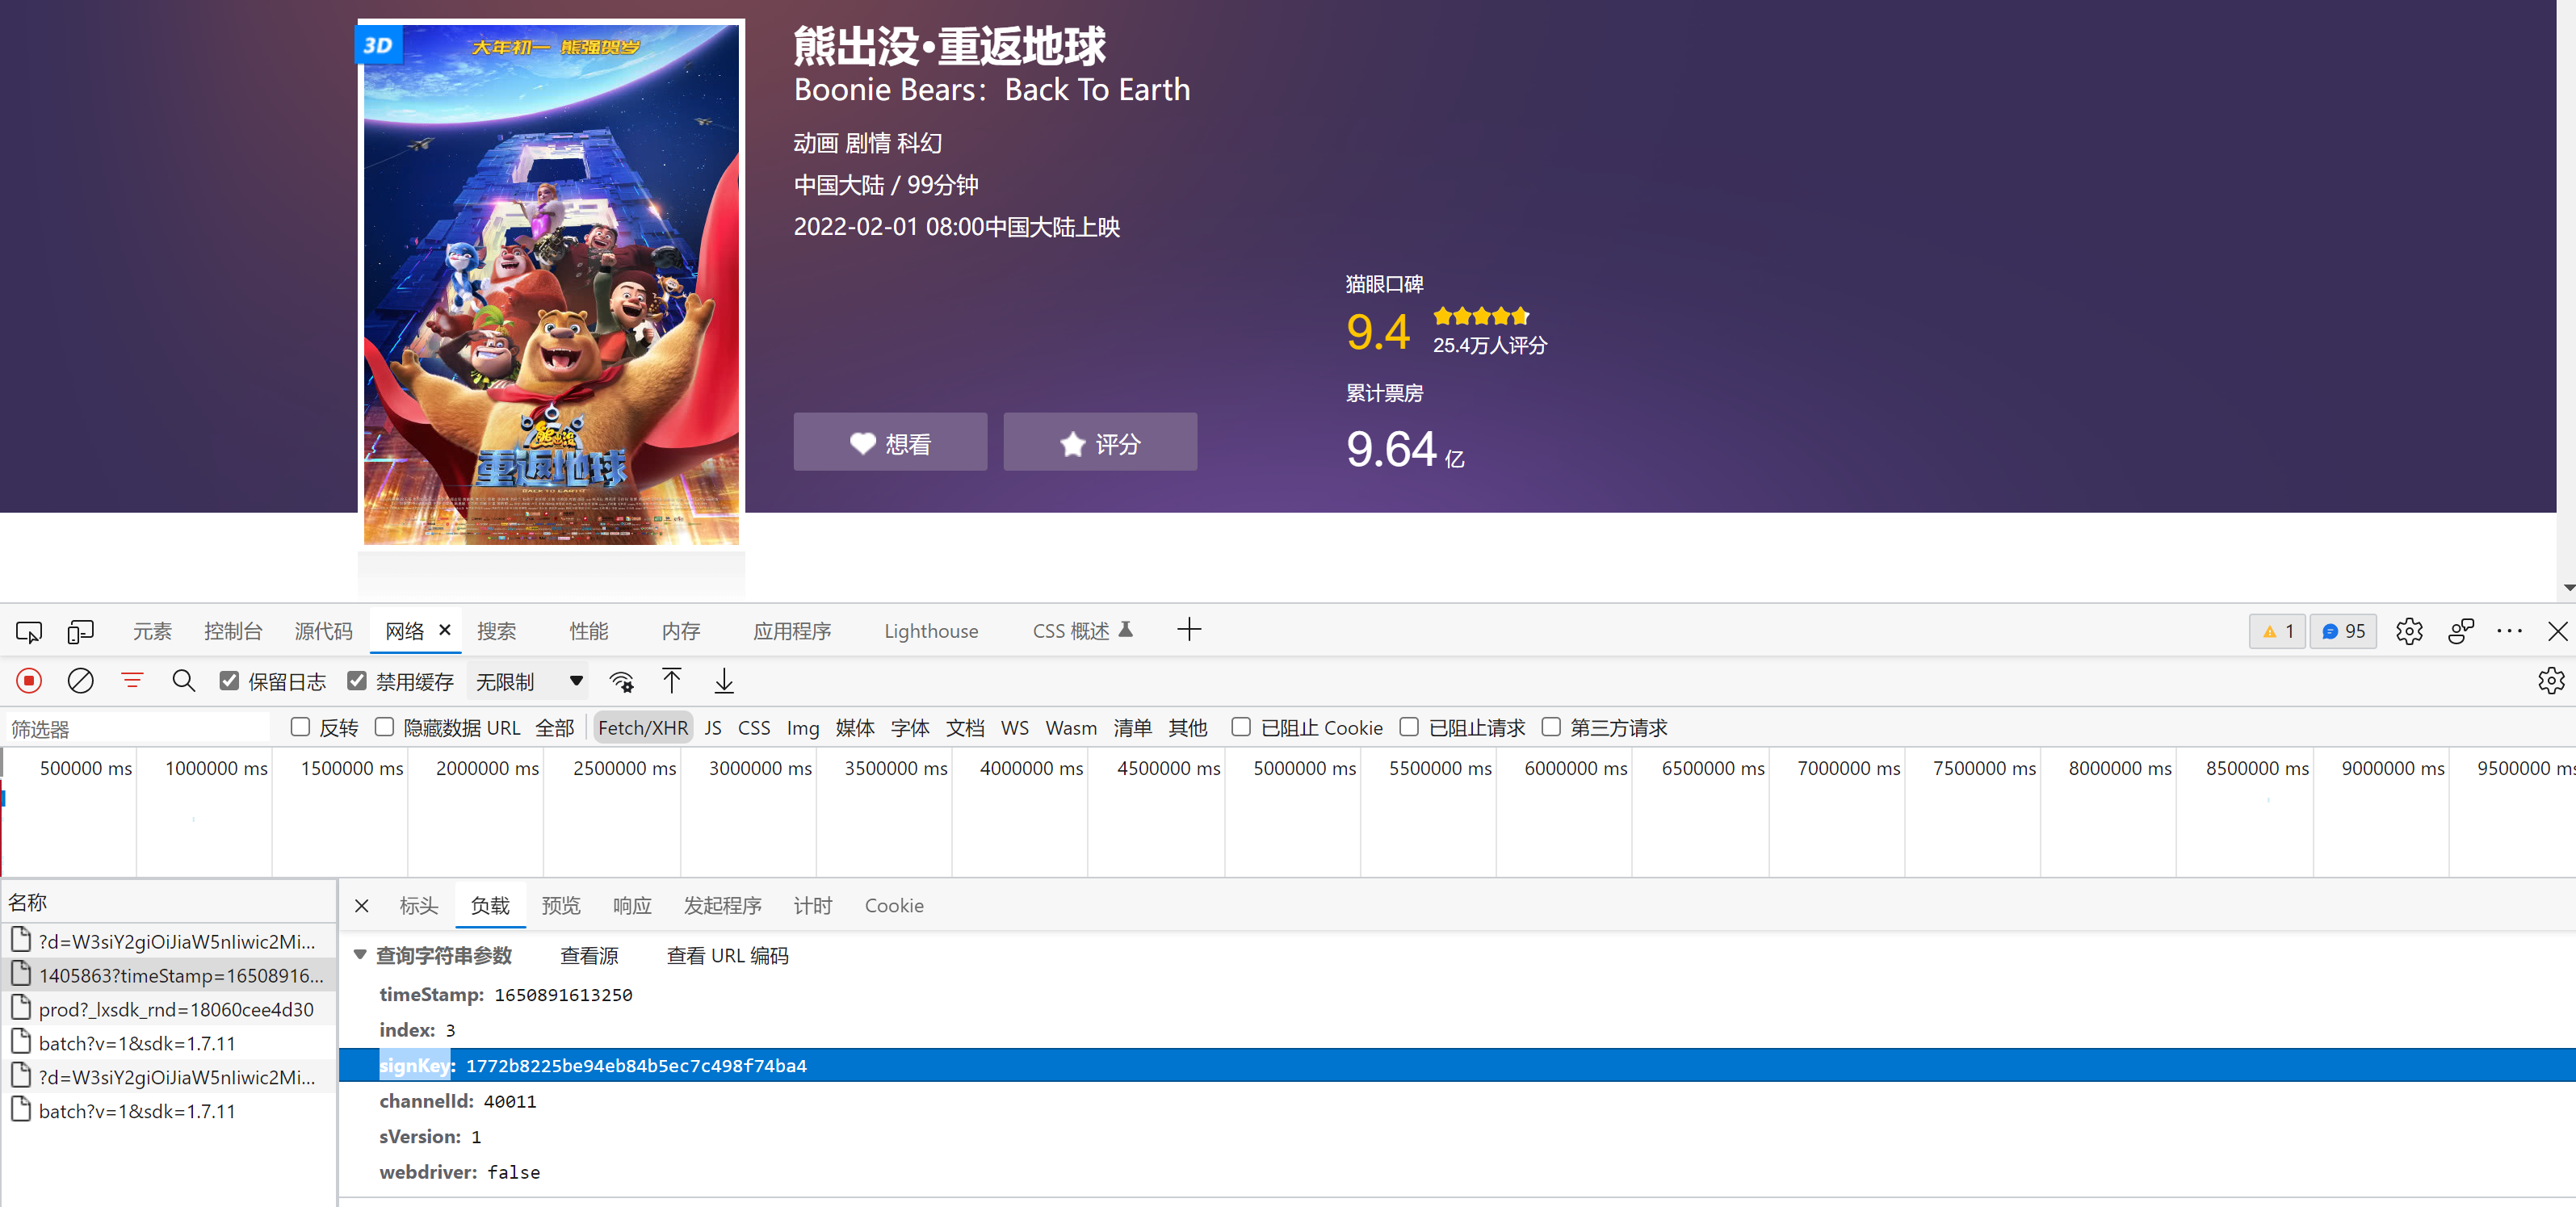 3D
大年初一 熊强贺岁
熊出没
重返地球
BACK TO EARTH
熊出没•重返地球
Boonie Bears：Back To Earth
动画 剧情 科幻
中国大陆 / 99分钟
2022-02-01 08:00中国大陆上映
猫眼口碑
9.4
25.4万人评分
累计票房
9.64 亿
想看 评分
元素 控制台 源代码 网络 × 搜索 性能 内存 应用程序 Lighthouse CSS 概述 1 95
保留日志 禁用缓存 无限制
筛选器 反转 隐藏数据 URL 全部 Fetch/XHR JS CSS Img 媒体 字体 文档 WS Wasm 清单 其他 已阻止 Cookie 已阻止请求 第三方请求
500000 ms 1000000 ms 1500000 ms 2000000 ms 2500000 ms 3000000 ms 3500000 ms 4000000 ms 4500000 ms 5000000 ms 5500000 ms 6000000 ms 6500000 ms 7000000 ms 7500000 ms 8000000 ms 8500000 ms 9000000 ms 9500000 ms
名称
?d=W3siY2giOiJiaW5nIiwic2Mi...
1405863?timeStamp=16508916...
prod?_lxsdk_rnd=18060cee4d30
batch?v=1&sdk=1.7.11
?d=W3siY2giOiJiaW5nIiwic2Mi...
batch?v=1&sdk=1.7.11
× 标头 负载 预览 响应 发起程序 计时 Cookie
查询字符串参数 查看源 查看 URL 编码
timeStamp: 1650891613250
index: 3
signKey: 1772b8225be94eb84b5ec7c498f74ba4
channelId: 40011
sVersion: 1
webdriver: false